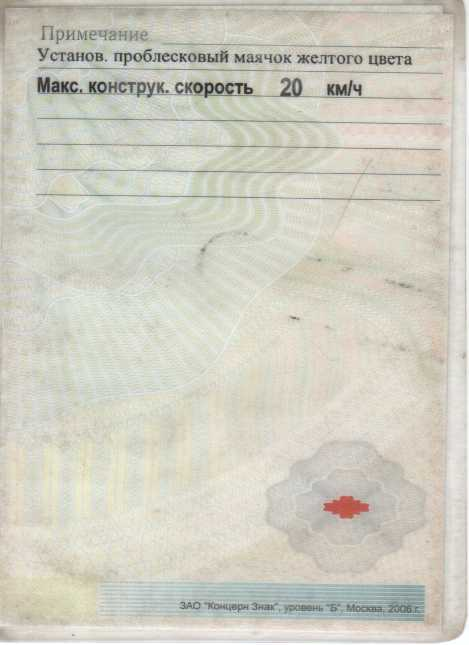 Примечание
Установ. проблесковый маячок желтого цвета
Макс. конструк. скорость 20 км/ч
ЗАО "Концерн Знак", уровень "Б", Москва, 2006 г.